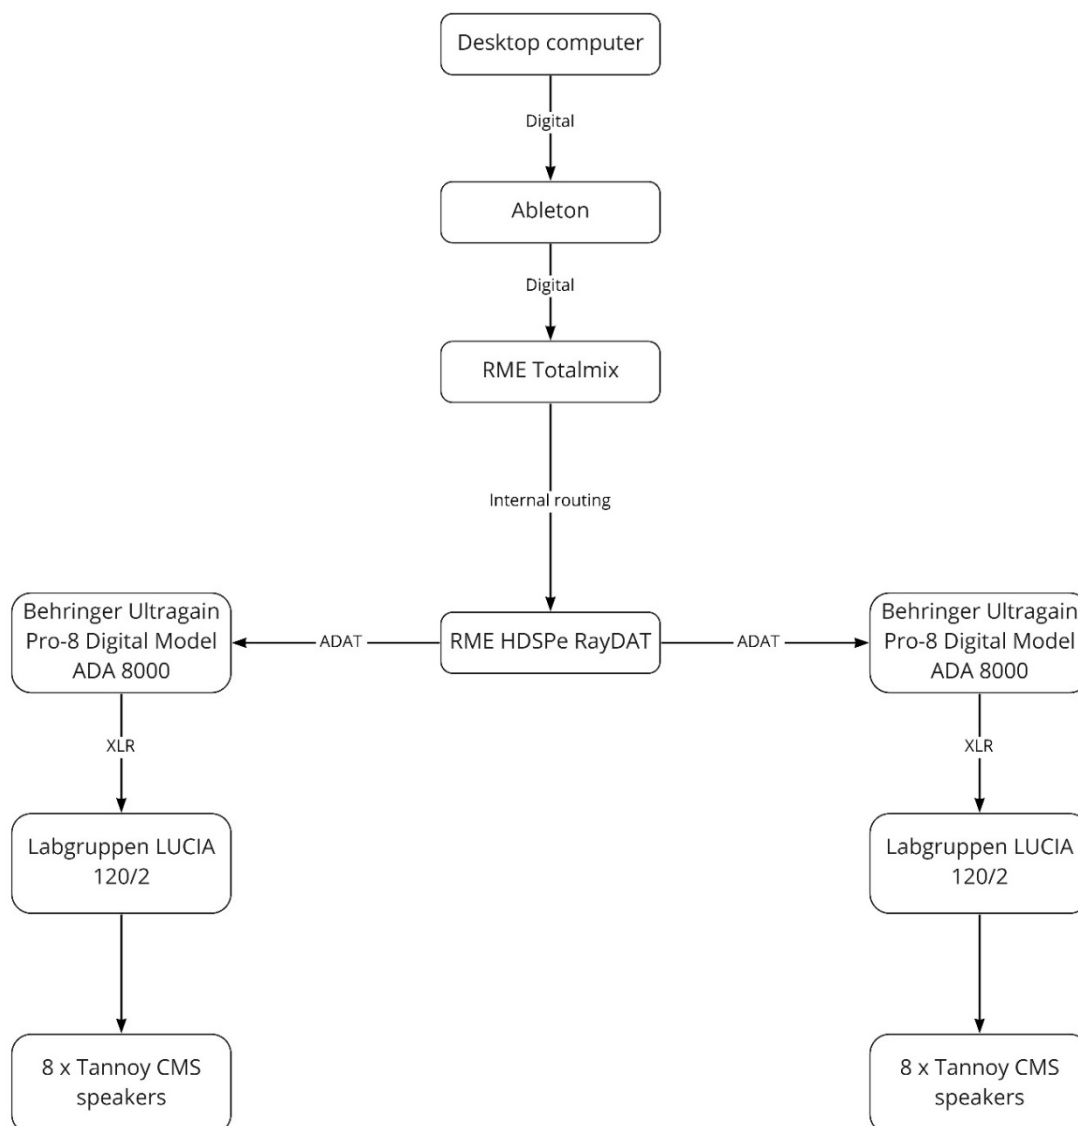 Desktop computer
Digital
Ableton
Digital
RME Totalmix
Internal routing
Behringer Ultragain
Pro-8 Digital Model
ADA 8000
ADAT
RME HDSPe RayDAT
ADAT
Behringer Ultragain
Pro-8 Digital Model
ADA 8000
XLR
XLR
Labgruppen LUCIA
120/2
Labgruppen LUCIA
120/2
8 x Tannoy CMS
speakers
8 x Tannoy CMS
speakers